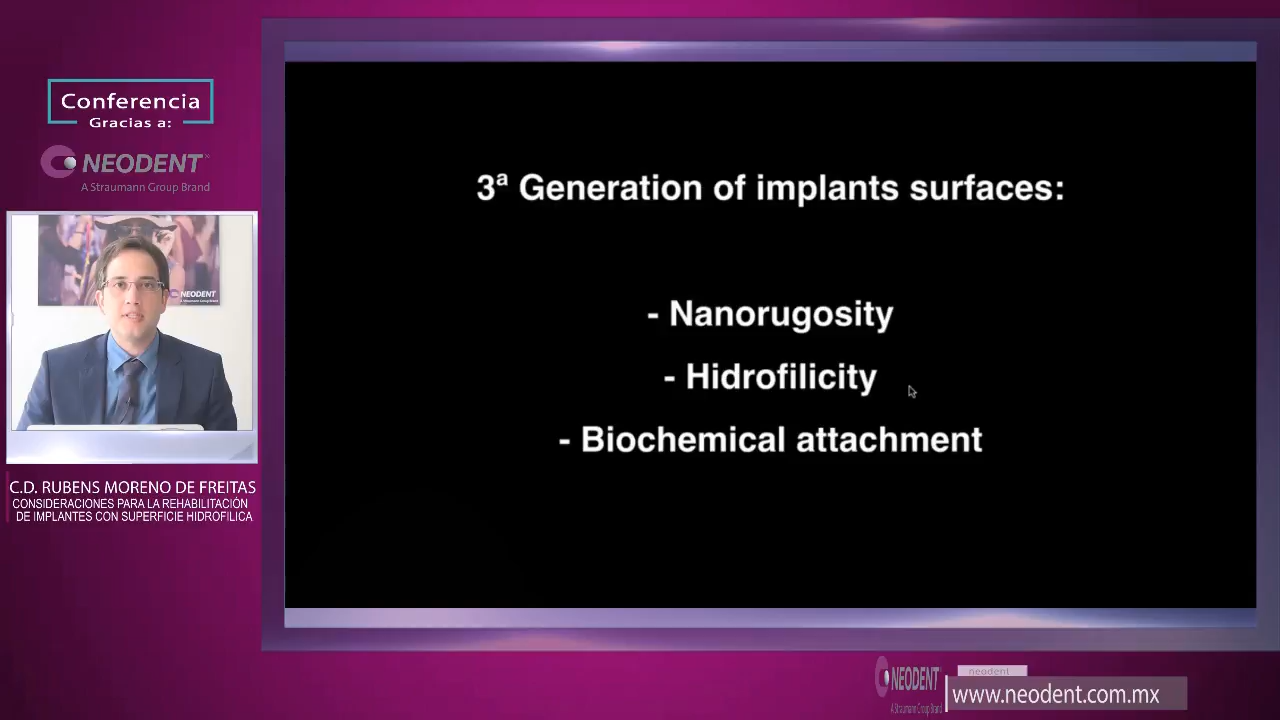 Conferencia
Gracias a:
NEODENT
A Straumann Group Brand
NEODENT
C.D. RUBENS MORENO DE FREITAS
CONSIDERACIONES PARA LA REHABILITACIÓN
DE IMPLANTES CON SUPERFICIE HIDROFILICA
3ª Generation of implants surfaces:
- Nanorugosity
- Hidrofilicity
- Biochemical attachment
NEODENT
A Straumann Group Brand
neodent
www.neodent.com.mx